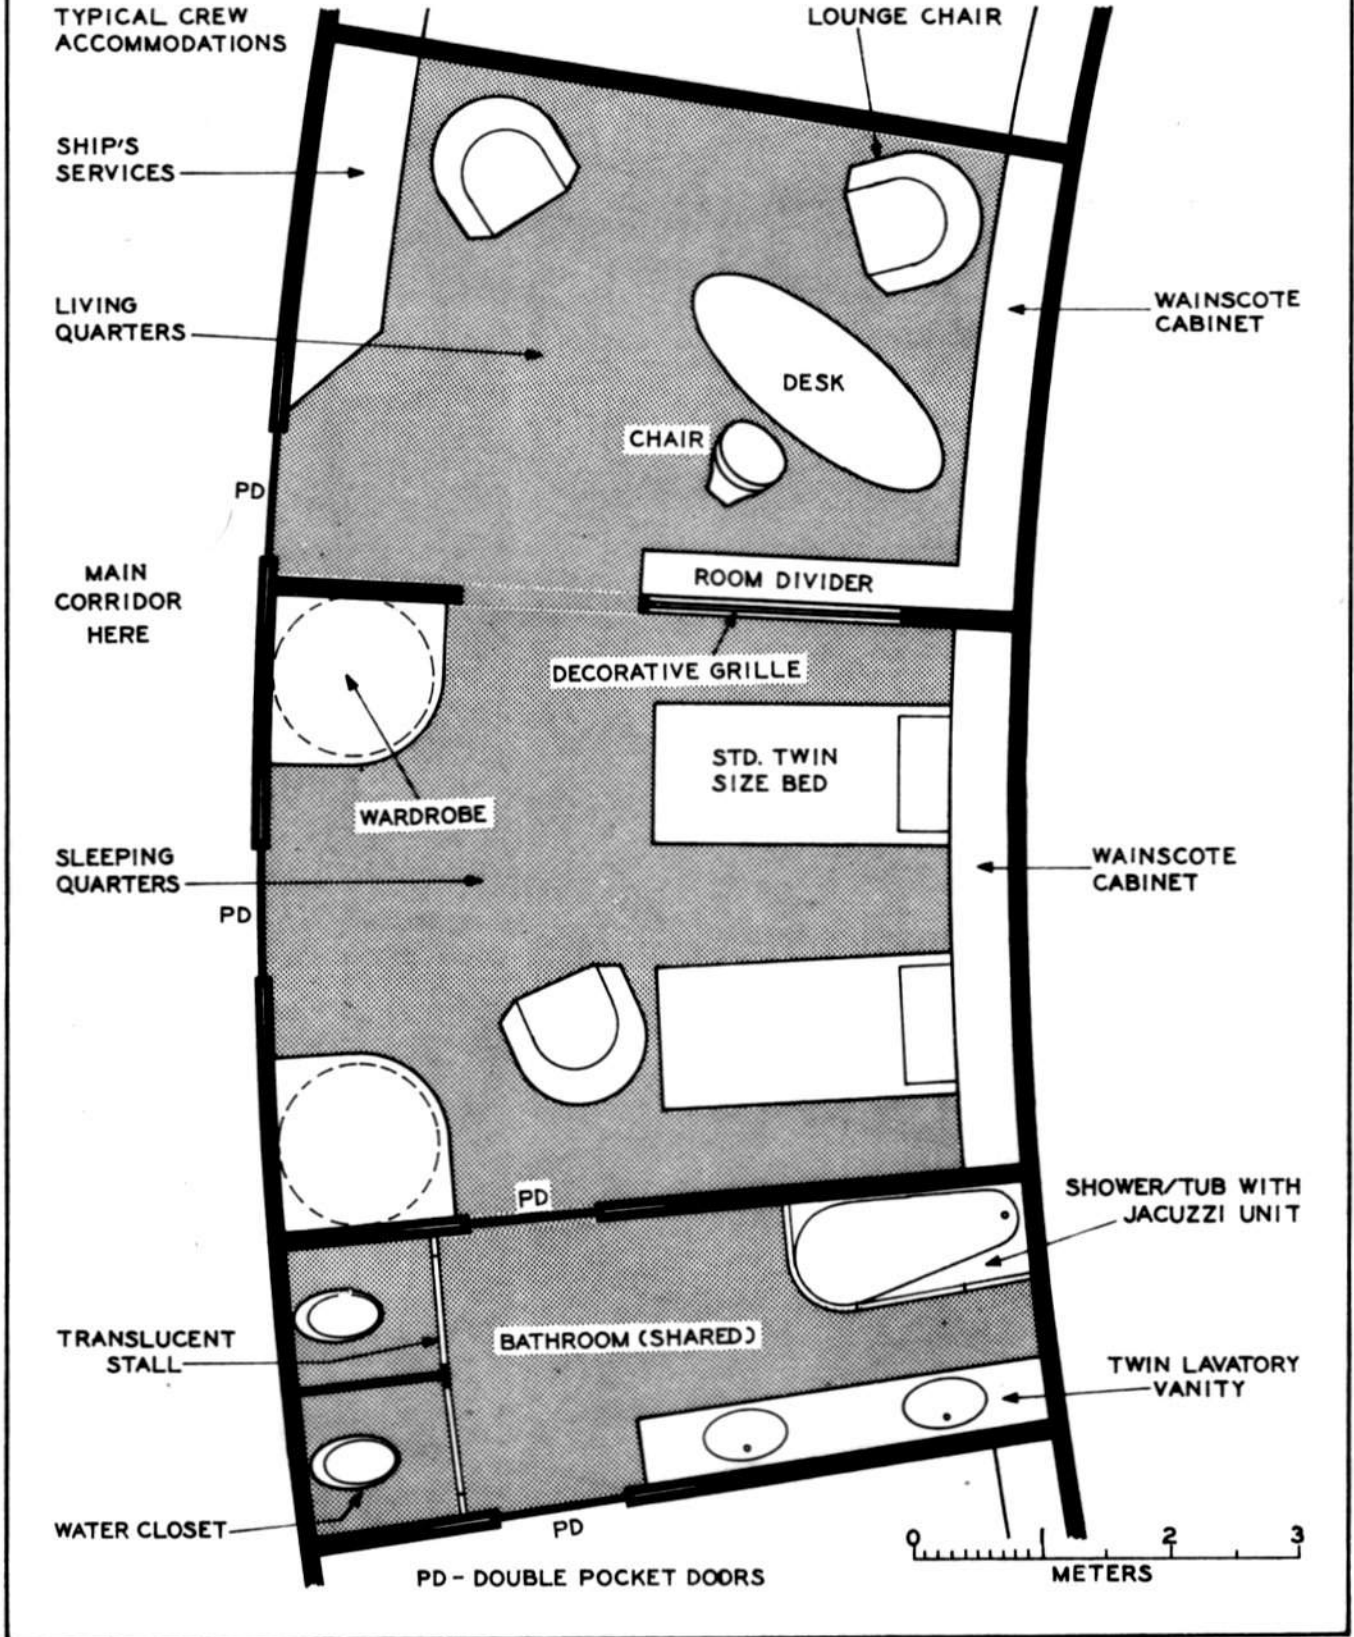 TYPICAL CREW
ACCOMMODATIONS
LOUNGE CHAIR
SHIP'S
SERVICES
LIVING
QUARTERS
WAINSCOTE
CABINET
DESK
CHAIR
PD
ROOM DIVIDER
MAIN
CORRIDOR
HERE
DECORATIVE GRILLE
STD. TWIN
SIZE BED
WARDROBE
SLEEPING
QUARTERS
WAINSCOTE
CABINET
PD
PD
SHOWER/TUB WITH
JACUZZI UNIT
TRANSLUCENT
STALL
BATHROOM (SHARED)
TWIN LAVATORY
VANITY
WATER CLOSET
PD
0 1 2 3
METERS
PD - DOUBLE POCKET DOORS